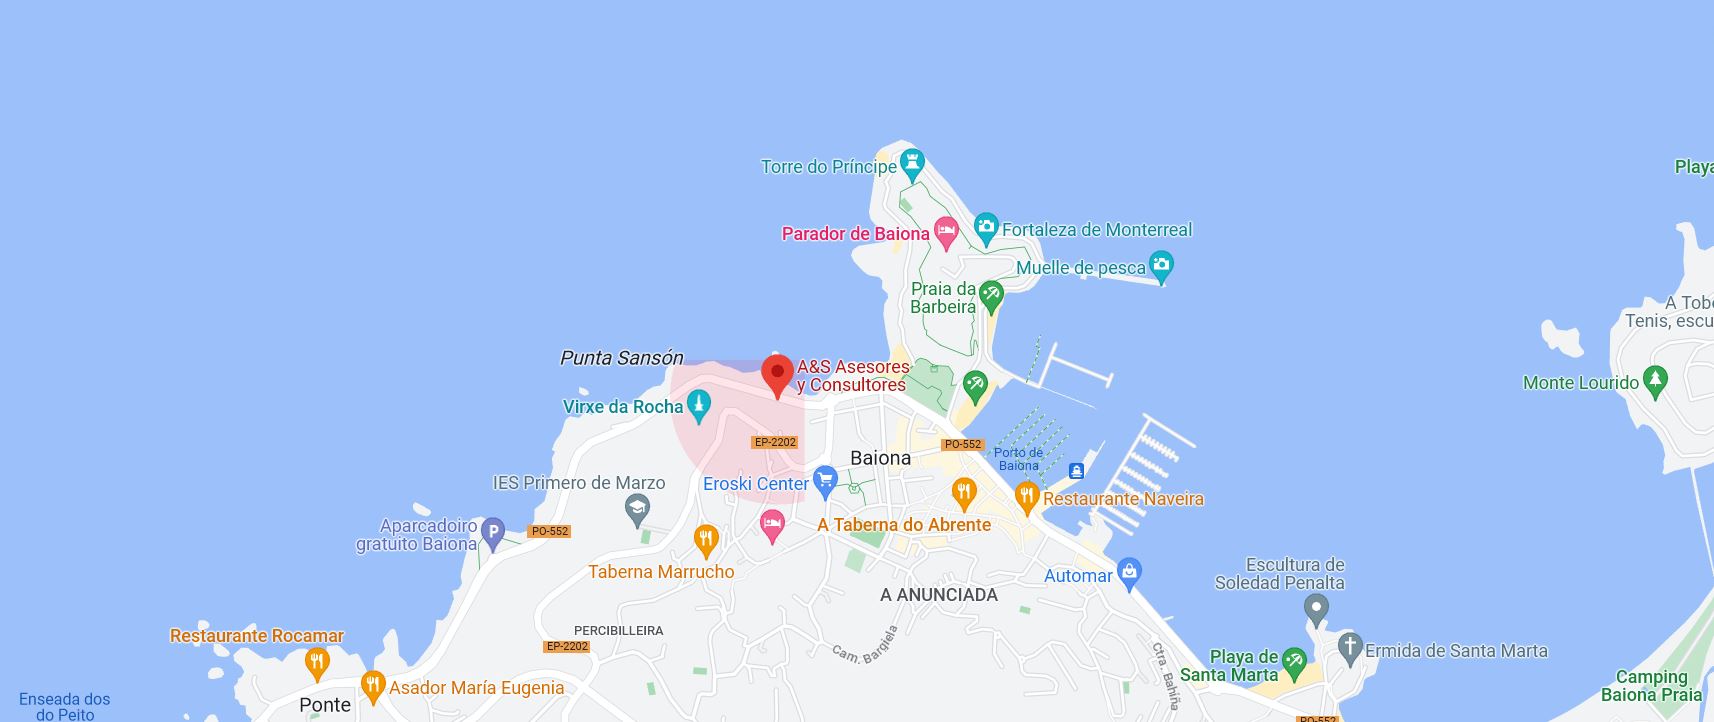 Torre do Príncipe
Playa
Parador de Baiona
Fortaleza de Monterreal
Muelle de pesca
Praia da
Barbeira
A Tobe
Tenis, escu
Punta Sansón
A&S Asesores
y Consultores
Monte Lourido
Virxe da Rocha
EP-2202
PO-552
Baiona
Porto de
Baiona
IES Primero de Marzo
Eroski Center
Restaurante Naveira
Aparcadoiro
gratuito Baiona
P
PO-552
A Taberna do Abrente
Taberna Marrucho
Automar
Escultura de
Soledad Penalta
A ANUNCIADA
PERCIBILLEIRA
Restaurante Rocamar
EP-2202
Cam. Bargiela
Ctra. Bahiña
Ermida de Santa Marta
Playa de
Santa Marta
Asador María Eugenia
Camping
Baiona Praia
Enseada dos
do Peito
Ponte
PO-552